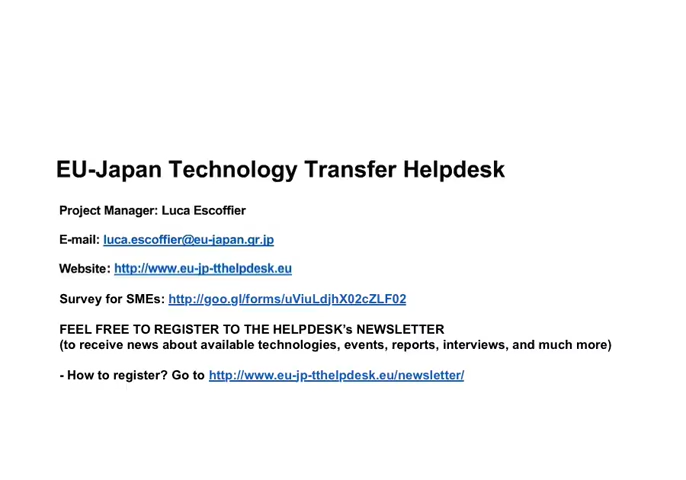 EU-Japan Technology Transfer Helpdesk
Project Manager: Luca Escoffier
E-mail: luca.escoffier@eu-japan.gr.jp
Website: http://www.eu-jp-tthelpdesk.eu
Survey for SMEs: http://goo.gl/forms/uViuLdjhX02cZLF02
FEEL FREE TO REGISTER TO THE HELPDESK's NEWSLETTER
(to receive news about available technologies, events, reports, interviews, and much more)
- How to register? Go to http://www.eu-jp-tthelpdesk.eu/newsletter/